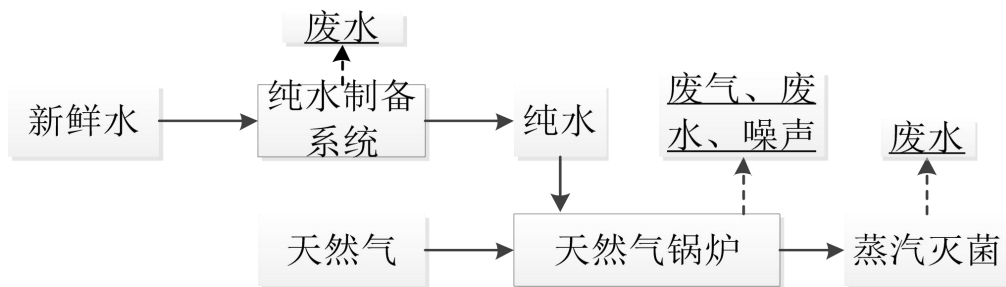 废水
新鲜水
纯水制备
系统
纯水
废气、废
水、噪声
废水
天然气
天然气锅炉
蒸汽灭菌